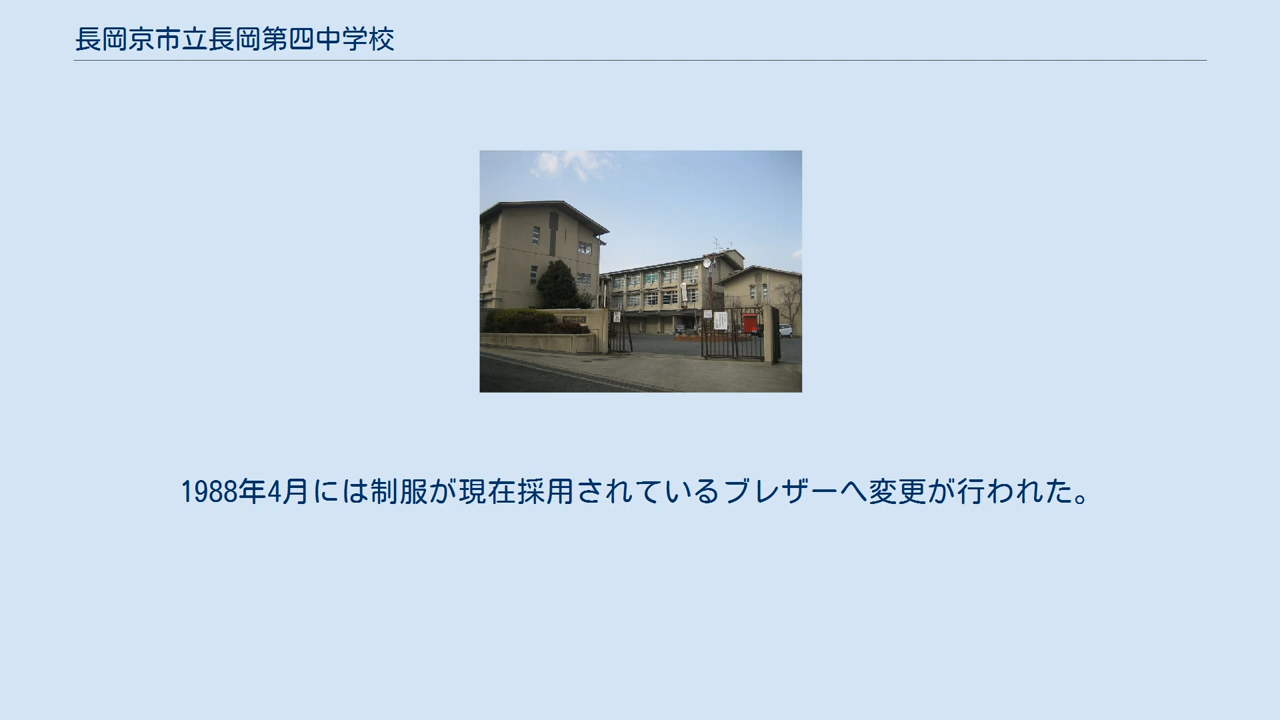 長岡京市立長岡第四中学校
1988年4月には制服が現在採用されているブレザーへ変更が行われた。